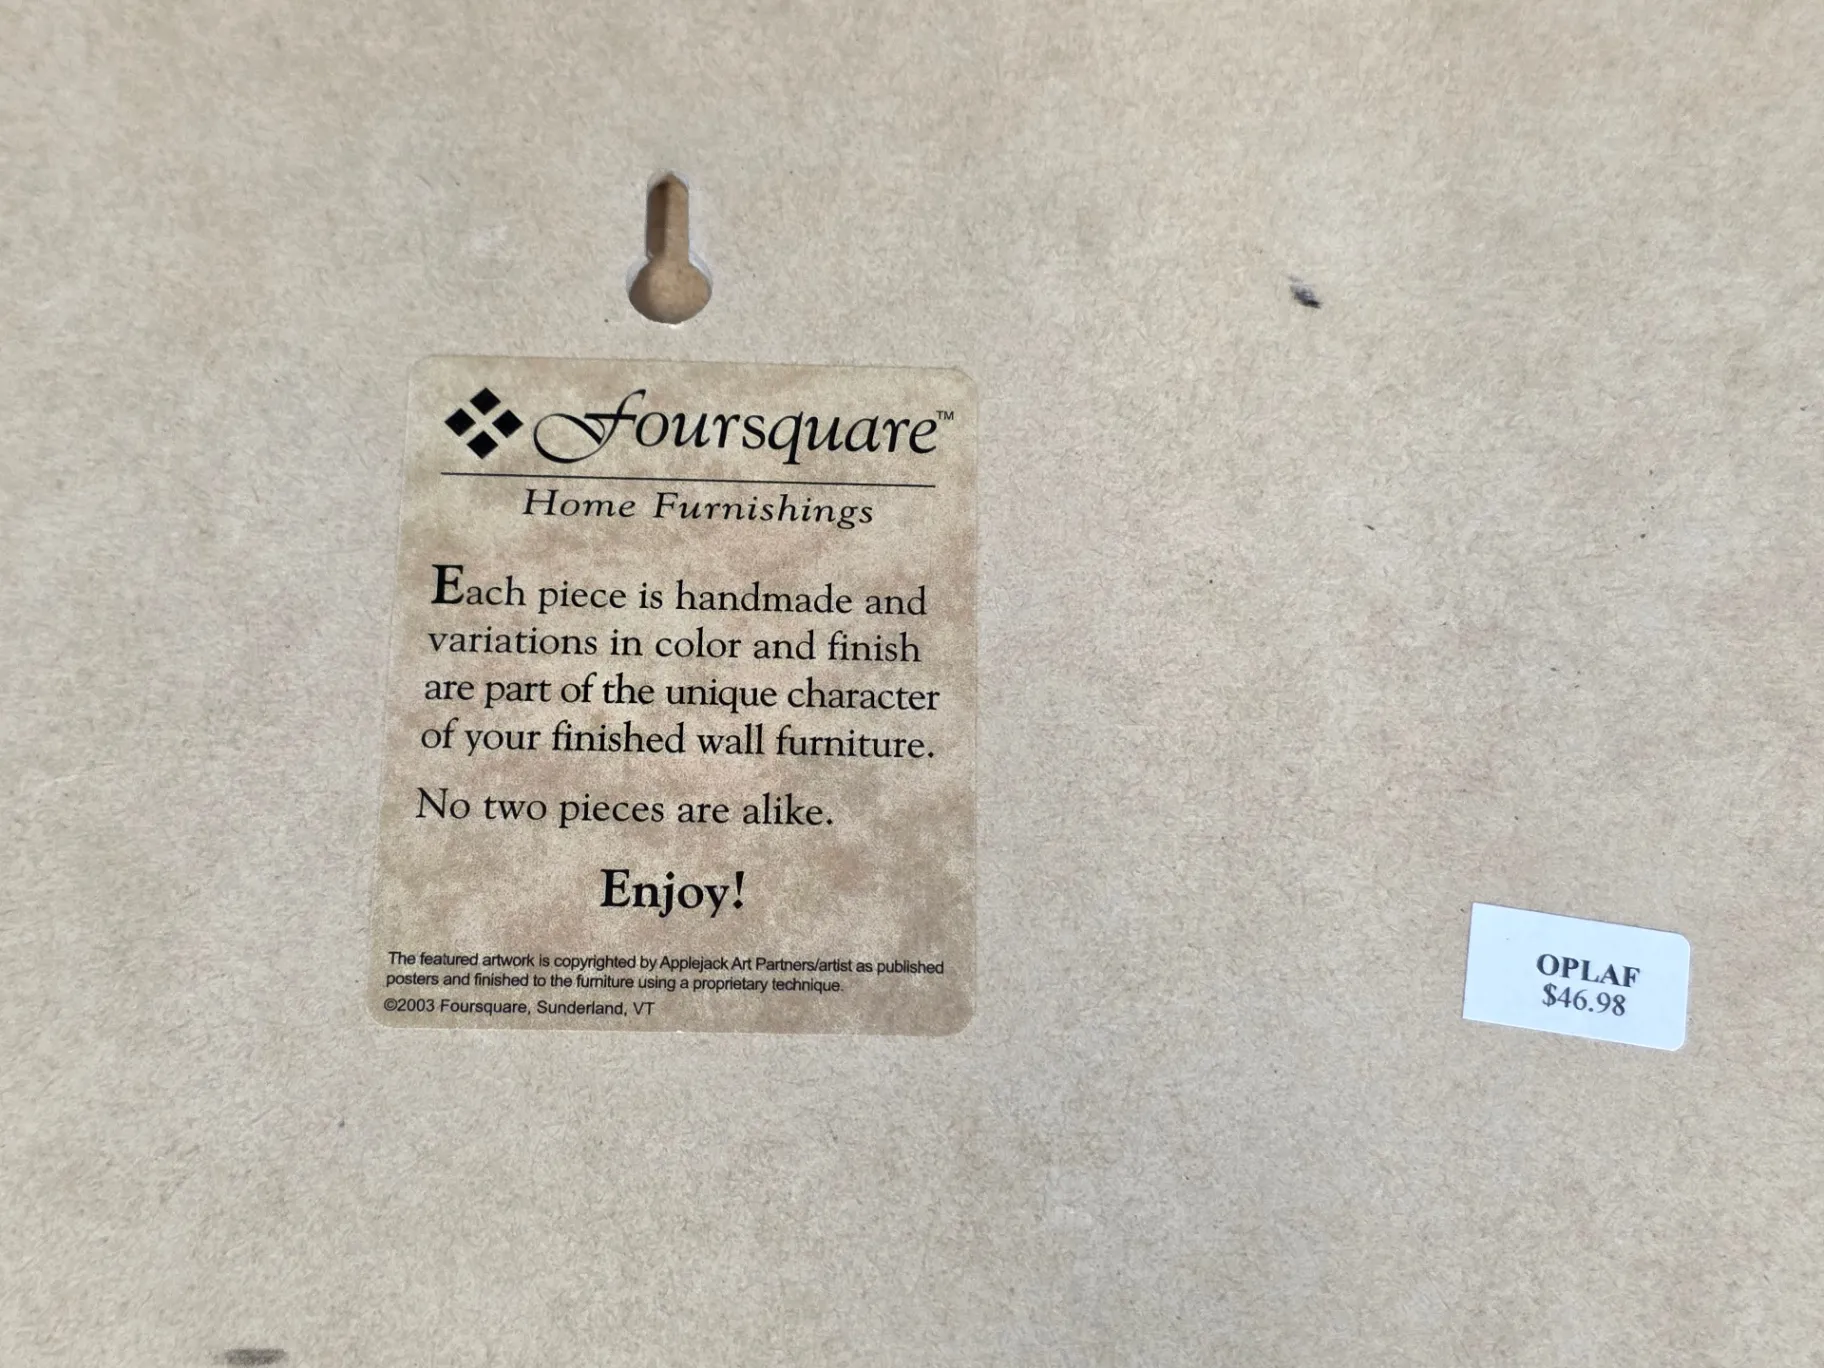 Foursquare™
Home Furnishings
Each piece is handmade and
variations in color and finish
are part of the unique character
of your finished wall furniture.
No two pieces are alike.
Enjoy!
The featured artwork is copyrighted by Applejack Art Partners/artist as published
posters and finished to the furniture using a proprietary technique.
©2003 Foursquare, Sunderland, VT
OPLAF
$46.98